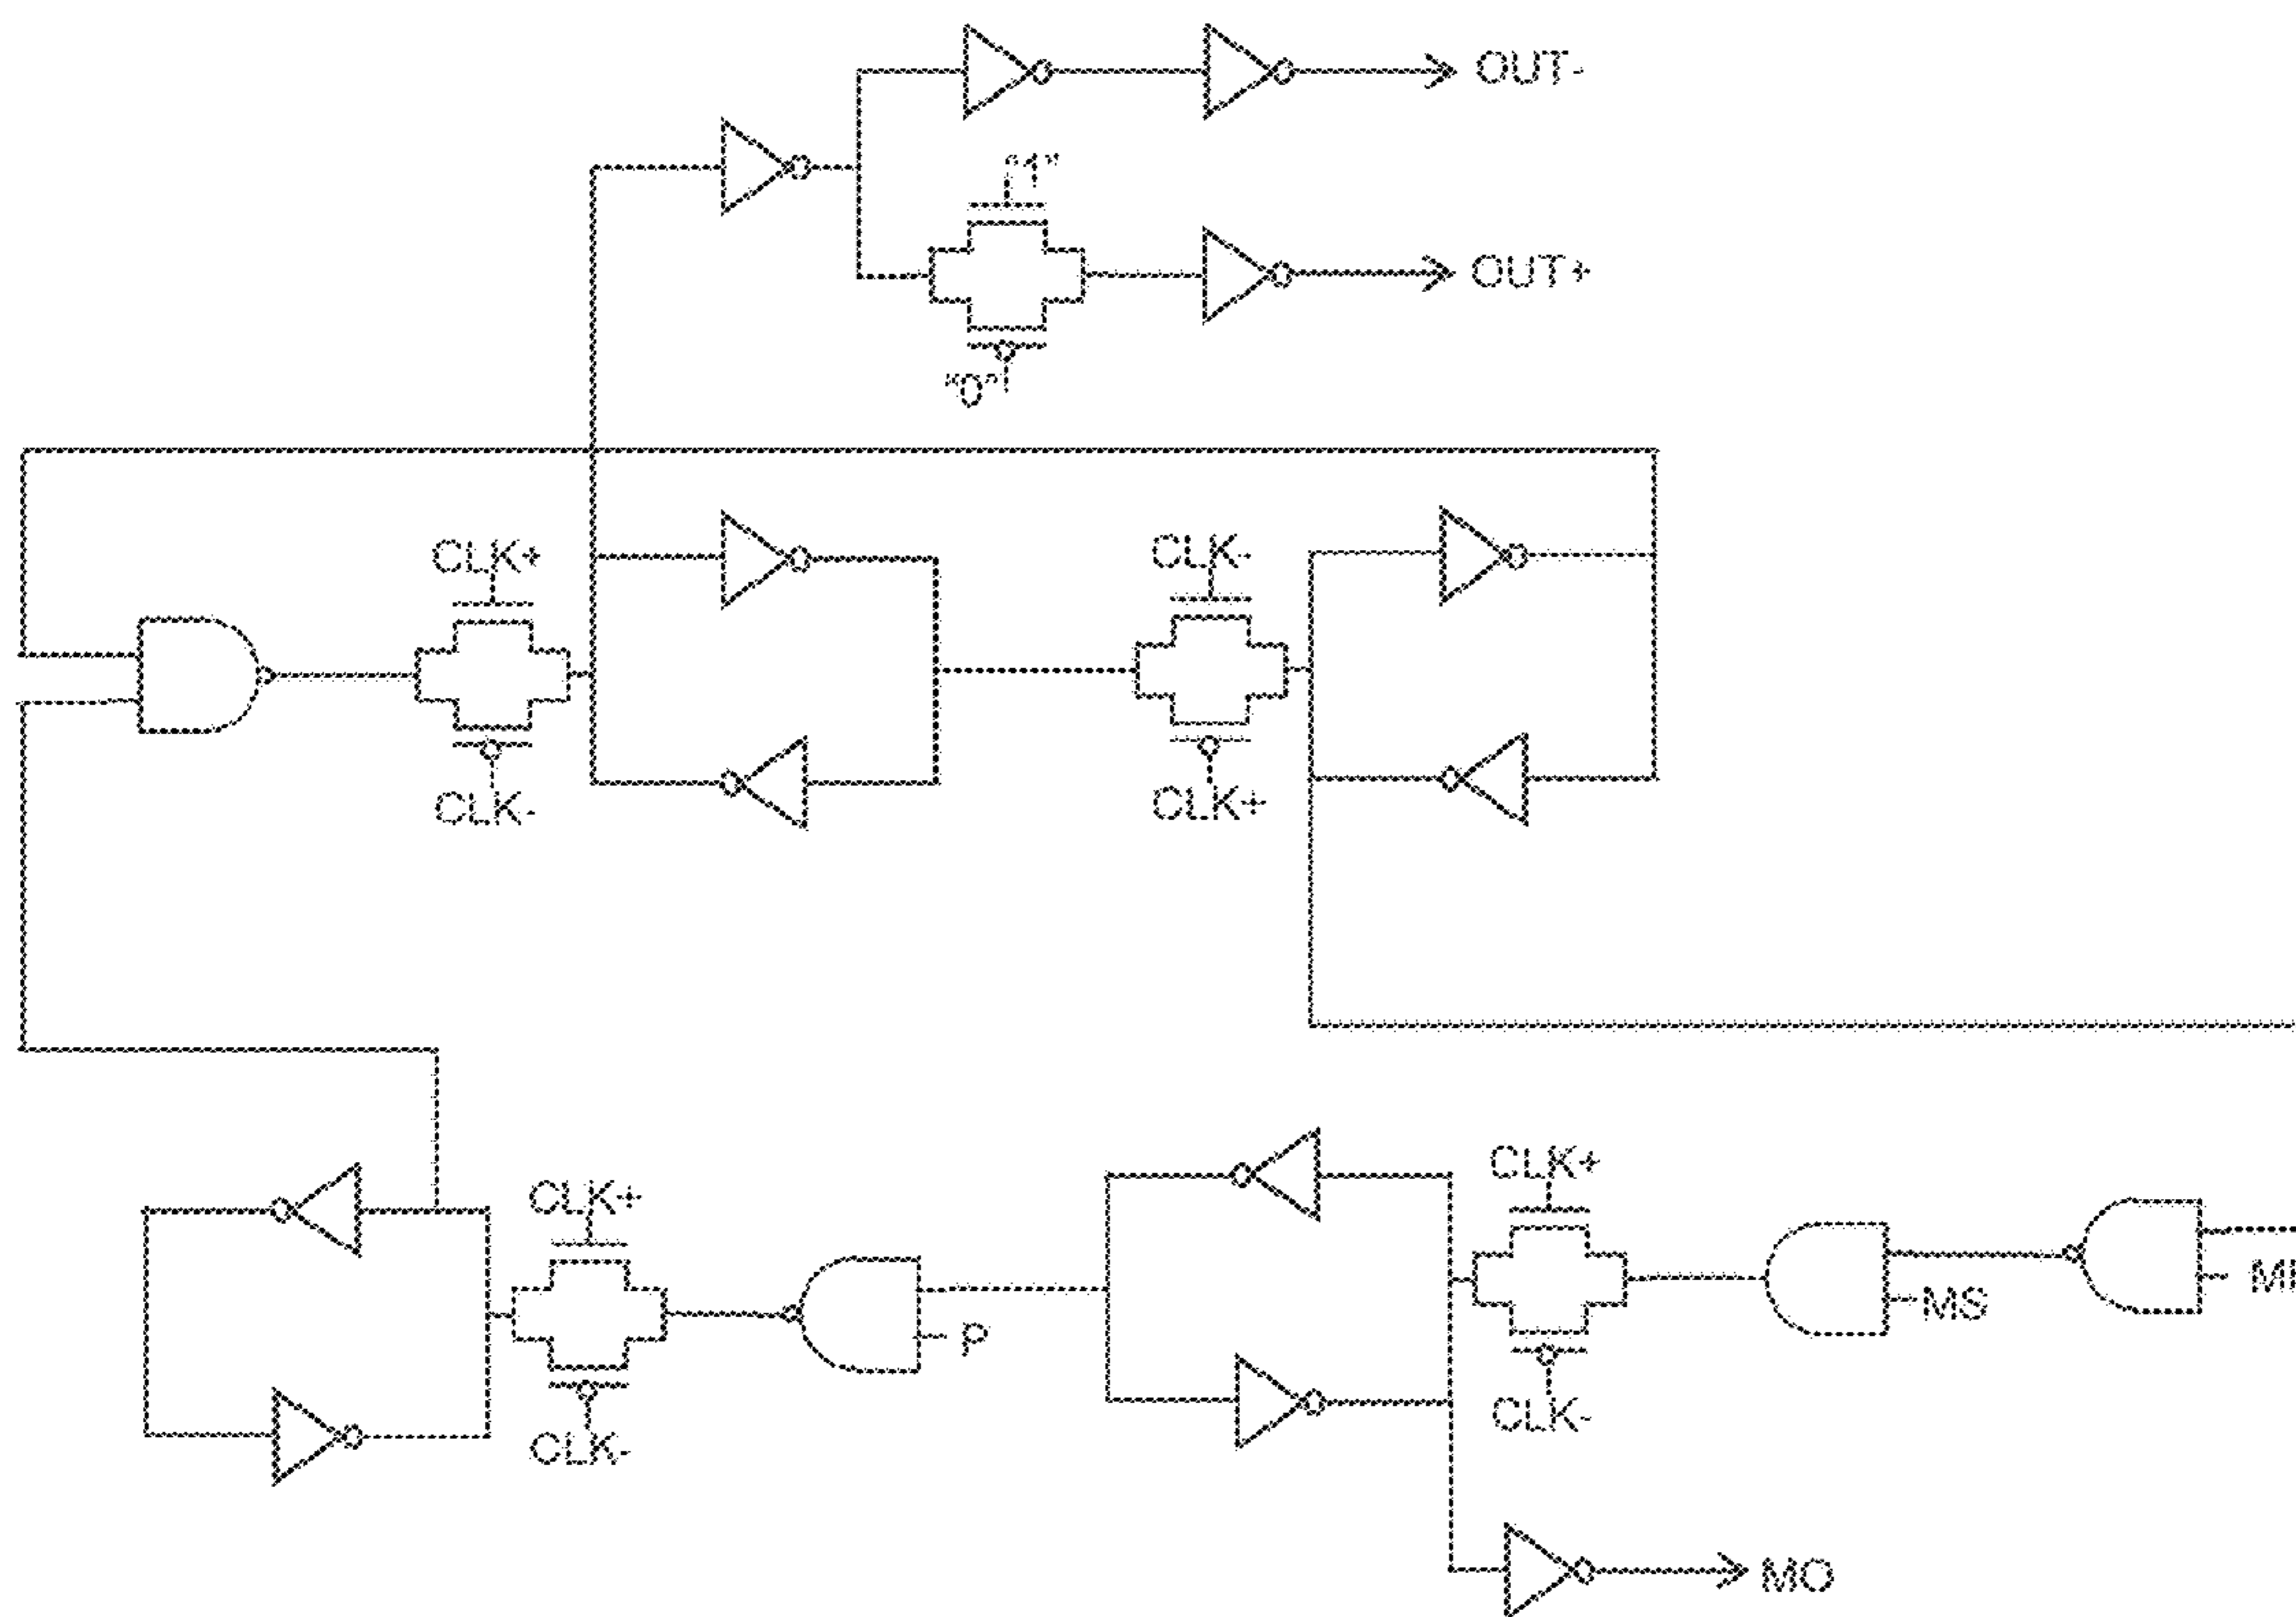 OUT-
"1"
OUT+
"0"
CLK+
CLK-
CLK-
CLK+
CLK+
CLK+
MS
P
CLK-
CLK-
MO